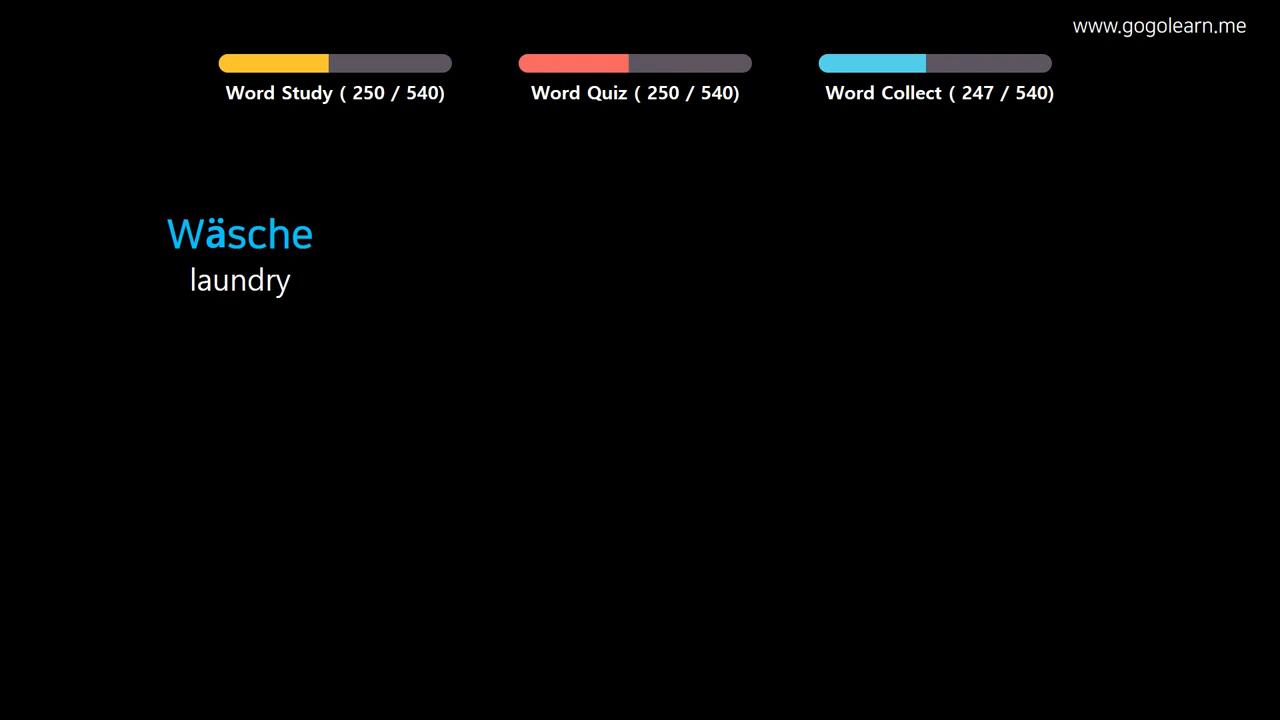 www.gogolearn.me
Word Study ( 250 / 540)
Word Quiz ( 250 / 540)
Word Collect ( 247 / 540)
Wäsche
laundry